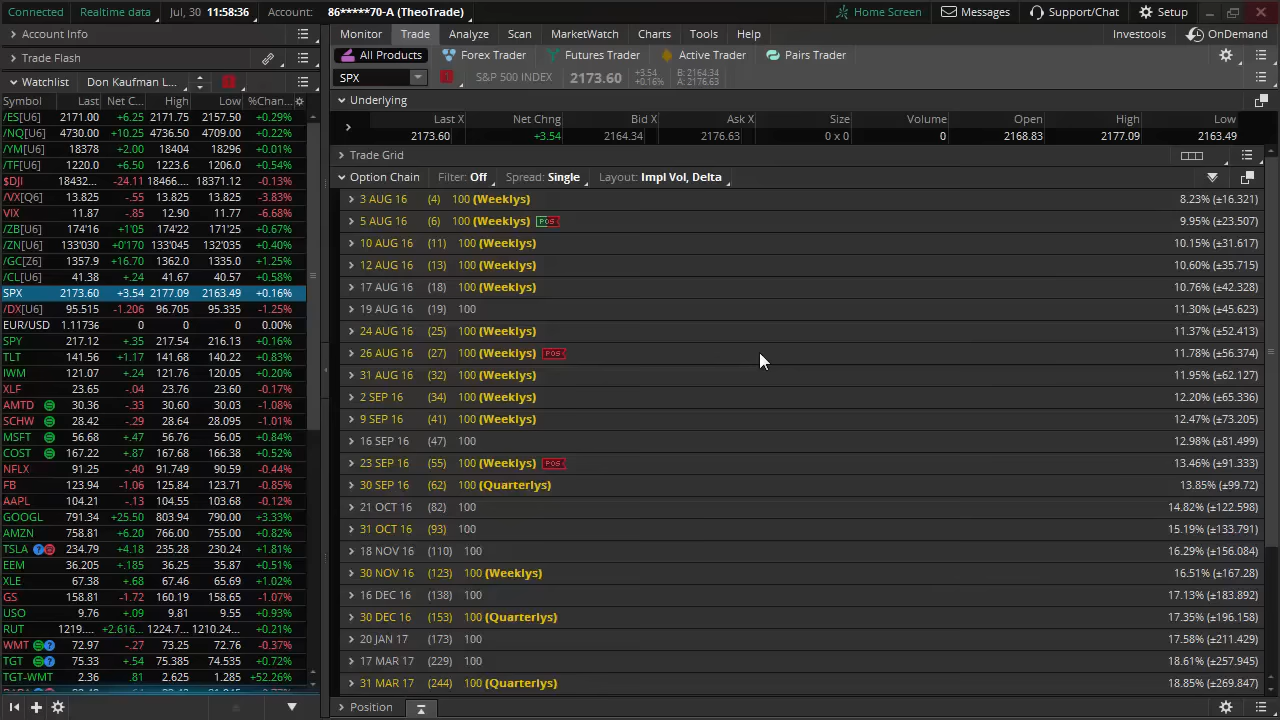 Connected Realtime data Jul, 30 11:58:36 Account: 86*****70-A (TheoTrade) Home Screen Messages Support/Chat Setup
Account Info
Trade Flash
Watchlist Don Kaufman L... 1
Symbol Last Net C... High Low %Chan...
/ES[U6] 2171.00 +6.25 2171.75 2157.50 +0.29%
/NQ[U6] 4730.00 +10.25 4736.50 4709.00 +0.22%
/YM[U6] 18378 +2.00 18404 18296 +0.01%
/TF[U6] 1220.0 +6.50 1223.6 1206.0 +0.54%
$DJI 18432... -24.11 18466.... 18371.12 -0.13%
/VX[Q6] 13.825 -.55 13.825 13.825 -3.83%
VIX 11.87 -.85 12.90 11.77 -6.68%
/ZB[U6] 174'15 +1'05 174'22 171'25 +0.67%
/ZN[U6] 133'030 +0'170 133'045 132'045 +0.40%
/GC[Z6] 1357.9 +16.70 1362.0 1335.0 +1.25%
/CL[U6] 41.38 +.24 41.67 40.57 +0.58%
SPX 2173.60 +3.54 2177.09 2163.49 +0.16%
/DX[U6] 95.515 -1.206 96.705 95.335 -1.25%
EUR/USD 1.11736 0 0 0 0.00%
SPY 217.12 +.35 217.54 216.13 +0.16%
TLT 141.56 +1.17 141.68 140.22 +0.83%
IWM 121.07 +.24 121.76 120.05 +0.20%
XLF 23.65 -.04 23.76 23.60 -0.17%
AMTD 30.36 -.33 30.60 30.03 -1.08%
SCHW 28.42 -.29 28.64 28.095 -1.01%
MSFT 56.68 +.47 56.76 56.05 +0.84%
COST 167.22 +.87 167.68 166.38 +0.52%
NFLX 91.25 -.40 91.749 90.59 -0.44%
FB 123.94 -1.06 125.84 123.71 -0.85%
AAPL 104.21 -.13 104.55 103.68 -0.12%
GOOGL 791.34 +25.50 803.94 790.00 +3.33%
AMZN 758.81 +6.20 766.00 755.00 +0.82%
TSLA 234.79 +4.18 235.28 230.24 +1.81%
EEM 36.205 +.185 36.25 35.87 +0.51%
XLE 67.38 +.68 67.46 65.69 +1.02%
GS 158.81 -1.72 160.19 158.65 -1.07%
USO 9.76 +.09 9.81 9.55 +0.93%
RUT 1219.... +2.616... 1224.7... 1210.24... +0.21%
WMT 72.97 -.27 73.25 72.76 -0.37%
TGT 75.33 +.54 75.385 74.535 +0.72%
TGT-WMT 2.36 .81 2.625 1.285 +52.26%
Monitor Trade Analyze Scan MarketWatch Charts Tools Help Investools OnDemand
All Products Forex Trader Futures Trader Active Trader Pairs Trader
SPX 1 S&P 500 INDEX 2173.60 +3.54 +0.16% B: 2164.34 A: 2176.63
Underlying
Last X Net Chng Bid X Ask X Size Volume Open High Low
2173.60 +3.54 2164.34 2176.63 0 x 0 0 2168.83 2177.09 2163.49
Trade Grid
Option Chain Filter: Off Spread: Single Layout: Impl Vol, Delta
3 AUG 16 (4) 100 (Weeklys) 8.23% (±16.321)
5 AUG 16 (6) 100 (Weeklys) POS 9.95% (±23.507)
10 AUG 16 (11) 100 (Weeklys) 10.15% (±31.617)
12 AUG 16 (13) 100 (Weeklys) 10.60% (±35.715)
17 AUG 16 (18) 100 (Weeklys) 10.76% (±42.328)
19 AUG 16 (19) 100 11.30% (±45.623)
24 AUG 16 (25) 100 (Weeklys) 11.37% (±52.413)
26 AUG 16 (27) 100 (Weeklys) POS 11.78% (±56.374)
31 AUG 16 (32) 100 (Weeklys) 11.95% (±62.127)
2 SEP 16 (34) 100 (Weeklys) 12.20% (±65.336)
9 SEP 16 (41) 100 (Weeklys) 12.47% (±73.205)
16 SEP 16 (47) 100 12.98% (±81.499)
23 SEP 16 (55) 100 (Weeklys) POS 13.46% (±91.333)
30 SEP 16 (62) 100 (Quarterlys) 13.85% (±99.72)
21 OCT 16 (82) 100 14.82% (±122.598)
31 OCT 16 (93) 100 15.19% (±133.791)
18 NOV 16 (110) 100 16.29% (±156.084)
30 NOV 16 (123) 100 (Weeklys) 16.51% (±167.28)
16 DEC 16 (138) 100 17.13% (±183.892)
30 DEC 16 (153) 100 (Quarterlys) 17.35% (±196.158)
20 JAN 17 (173) 100 17.58% (±211.429)
17 MAR 17 (229) 100 18.61% (±257.945)
31 MAR 17 (244) 100 (Quarterlys) 18.85% (±269.847)
Position